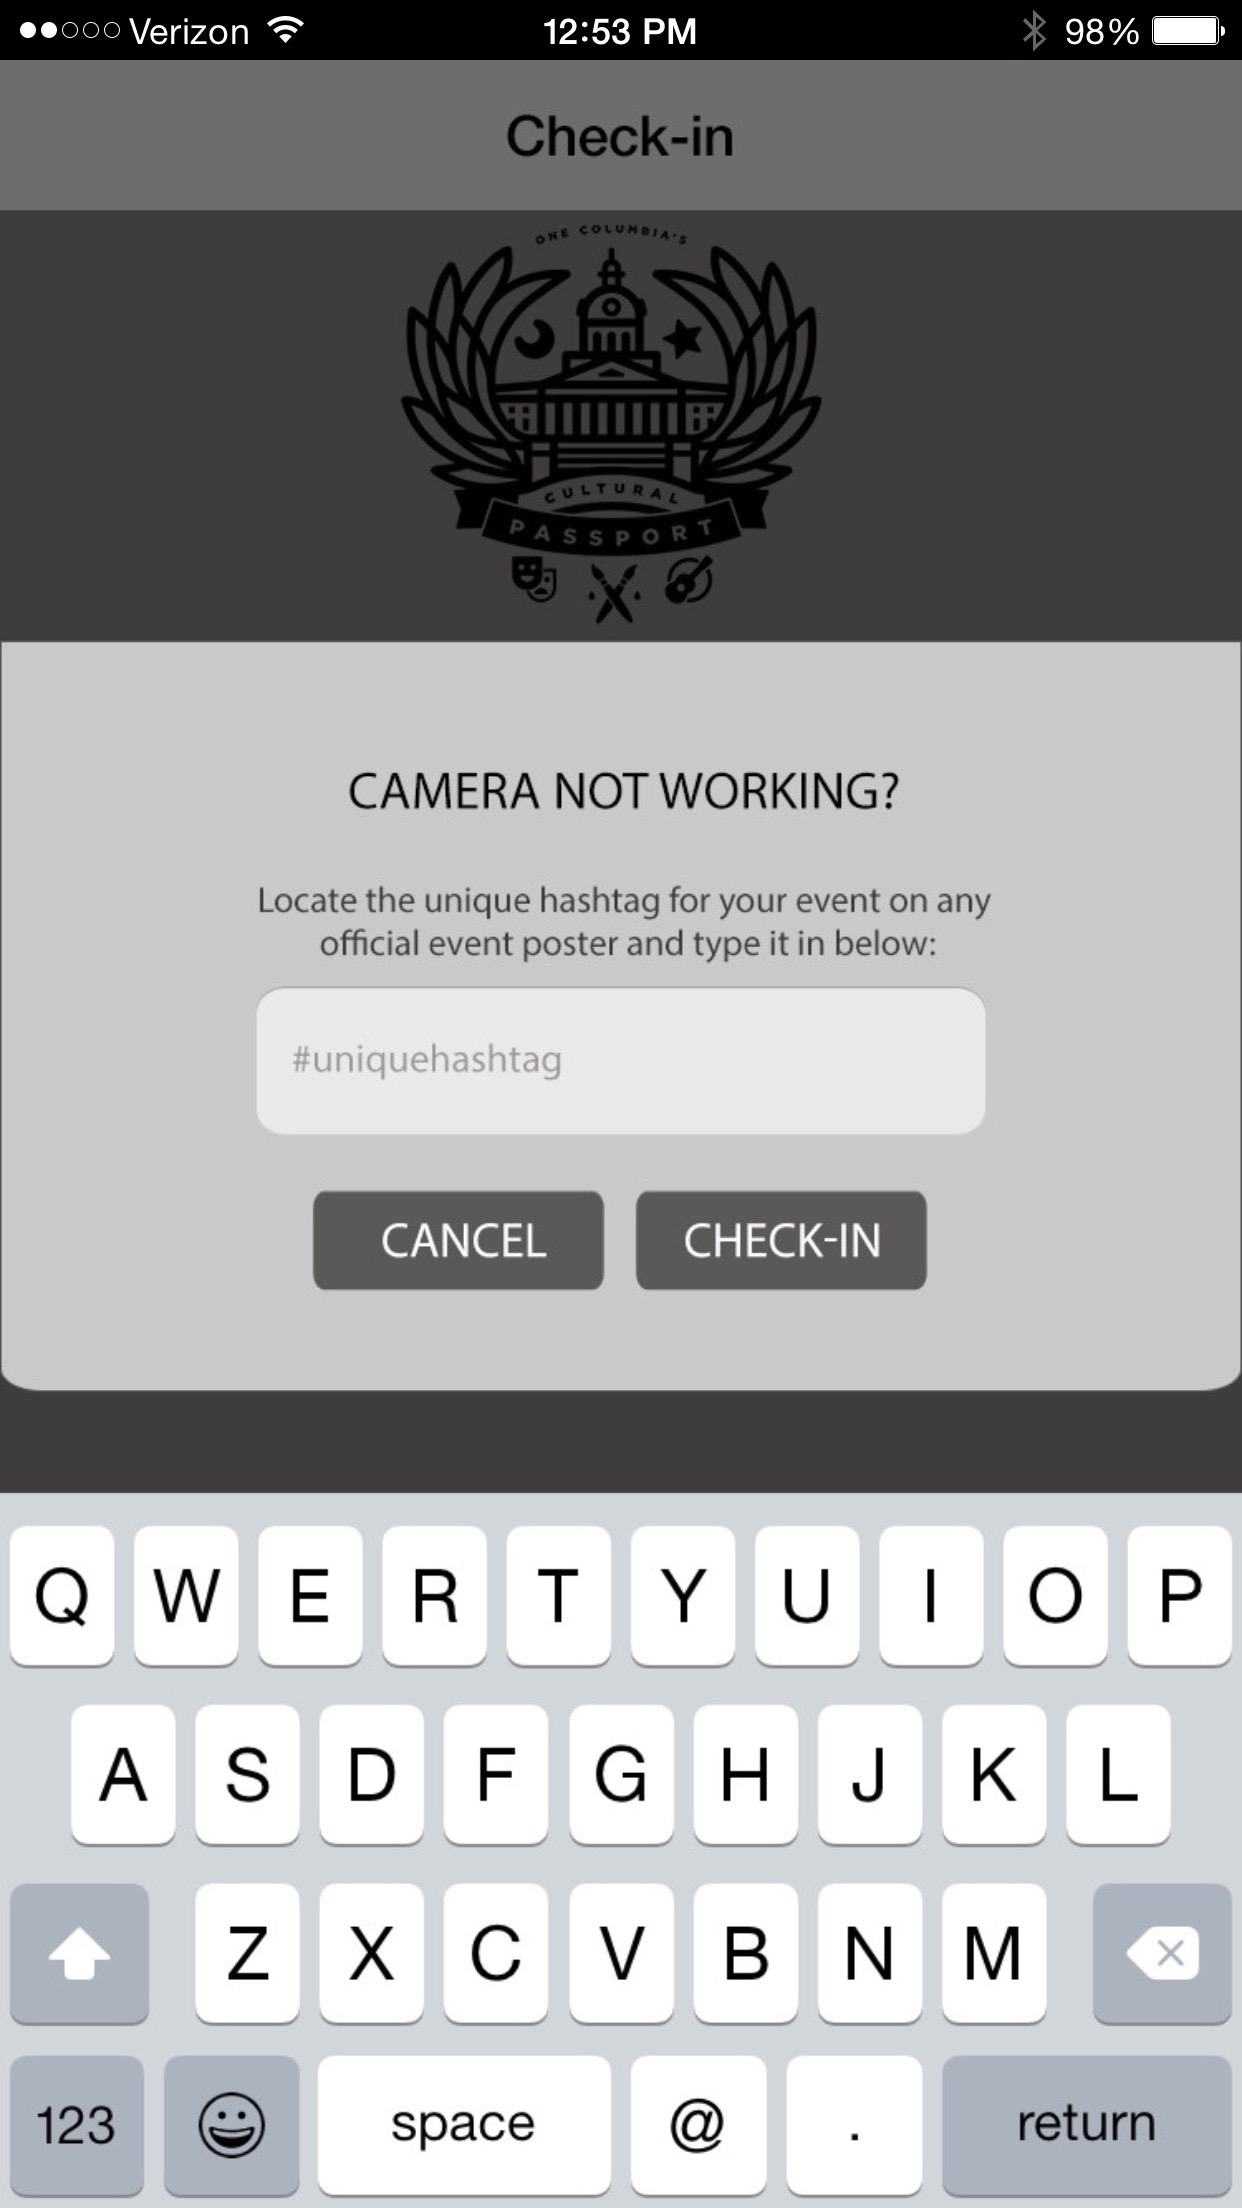 Verizon 12:53 PM 98%
Check-in
ONE COLUMBIA'S
CULTURAL
PASSPORT
CAMERA NOT WORKING?
Locate the unique hashtag for your event on any
official event poster and type it in below:
#uniquehashtag
CANCEL CHECK-IN
Q W E R T Y U I O P
A S D F G H J K L
Z X C V B N M
123 space @ . return